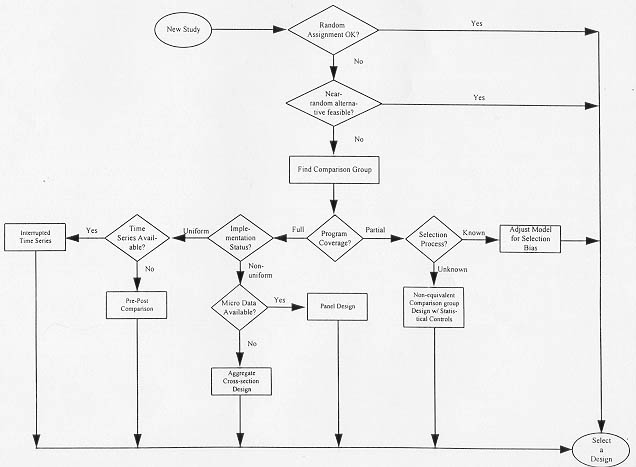 New Study
Random
Assignment OK?
Yes
No
Near-
random alterna-
tive feasible?
Yes
No
Find Comparison Group
Interrupted
Time Series
Yes
Time
Series Avail-
able?
Uniform
Imple-
mentation
Status?
Full
Program
Coverage?
Partial
Selection
Process?
Known
Adjust Model
for Selection
Bias
No
Non-
uniform
Unknown
Pre-Post
Comparison
Micro Data
Available?
Yes
Panel Design
Non-equivalent
Comparison group
Design w/ Statis-
tical Controls
No
Aggregate
Cross-section
Design
Select
a
Design